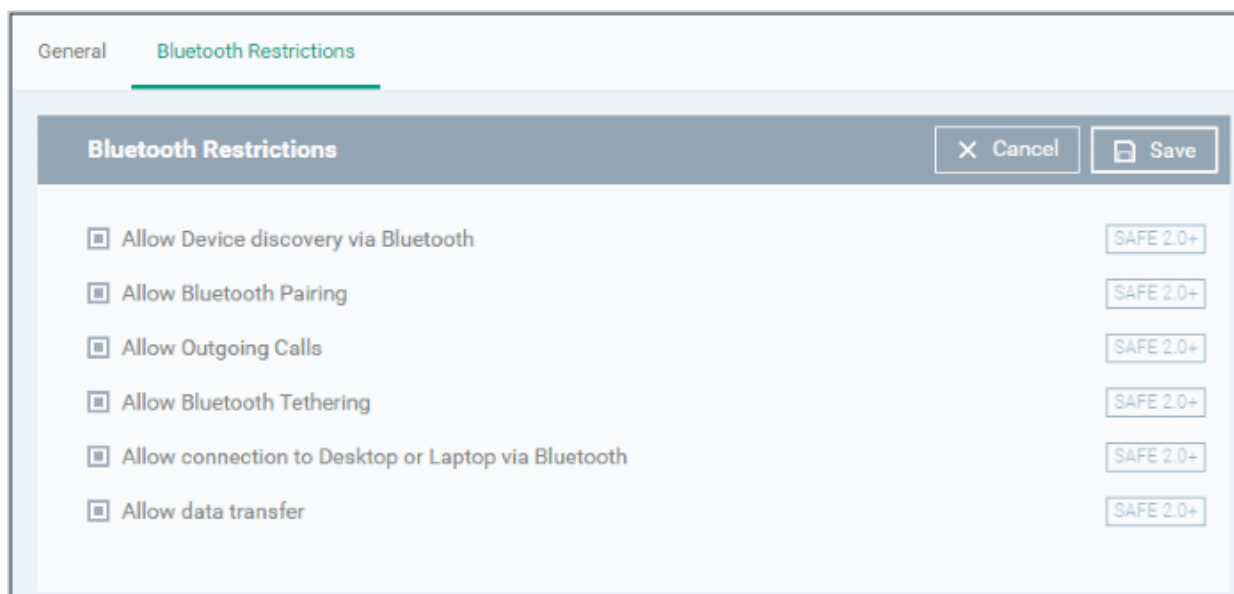 General Bluetooth Restrictions
Bluetooth Restrictions Cancel Save
Allow Device discovery via Bluetooth SAFE 2.0+
Allow Bluetooth Pairing SAFE 2.0+
Allow Outgoing Calls SAFE 2.0+
Allow Bluetooth Tethering SAFE 2.0+
Allow connection to Desktop or Laptop via Bluetooth SAFE 2.0+
Allow data transfer SAFE 2.0+